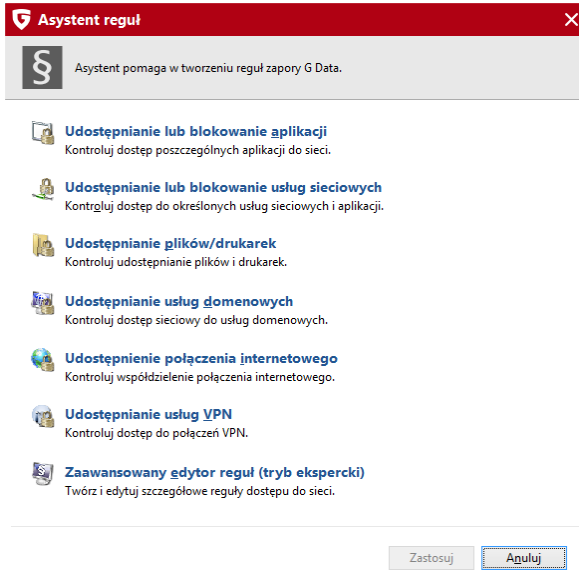 Asystent reguł
Asystent pomaga w tworzeniu reguł zapory G Data.
Udostępnianie lub blokowanie aplikacji
Kontroluj dostęp poszczególnych aplikacji do sieci.
Udostępnianie lub blokowanie usług sieciowych
Kontroluj dostęp do określonych usług sieciowych i aplikacji.
Udostępnianie plików/drukarek
Kontroluj udostępnianie plików i drukarek.
Udostępnianie usług domenowych
Kontroluj dostęp sieciowy do usług domenowych.
Udostępnienie połączenia internetowego
Kontroluj współdzielenie połączenia internetowego.
Udostępnianie usług VPN
Kontroluj dostęp do połączeń VPN.
Zaawansowany edytor reguł (tryb ekspercki)
Twórz i edytuj szczegółowe reguły dostępu do sieci.
Zastosuj Anuluj